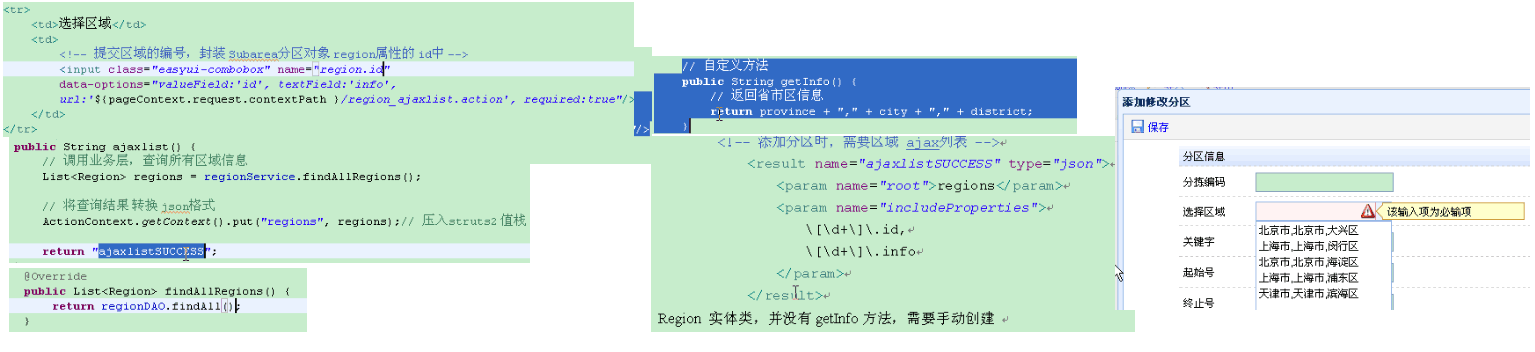 <tr>
<td>选择区域</td>
<td>
<!-- 提交区域的编号，封装 Subarea分区对象 region属性的 id中 -->
<input class="easyui-combobox" name="region.id"
data-options="valueField:'id', textField:'info',
url:'${pageContext.request.contextPath }/region_ajaxlist.action', required:true"/>
</td>
</tr>
public String ajaxlist() {
// 调用业务层，查询所有区域信息
List<Region> regions = regionService.findAllRegions();
// 将查询结果 转换 json格式
ActionContext.getContext().put("regions", regions);// 压入struts2 值栈
return "ajaxlistSUCCESS";
@Override
public List<Region> findAllRegions() {
return regionDAO.findAll();
}
"/>
// 自定义方法
public String getInfo() {
// 返回省市区信息
return province + "," + city + "," + district;
}
<!-- 添加分区时，需要区域 ajax列表 -->
<result name="ajaxlistSUCCESS" type="json">
<param name="root">regions</param>
<param name="includeProperties">
\[\d+\]\.id,
\[\d+\]\.info
</param>
</result>
Region 实体类，并没有 getInfo 方法，需要手动创建
添加修改分区
保存
分区信息
分拣编码
选择区域
该输入项为必输项
北京市,北京市,大兴区
上海市,上海市,闵行区
北京市,北京市,海淀区
上海市,上海市,浦东区
天津市,天津市,滨海区
关键字
起始号
终止号